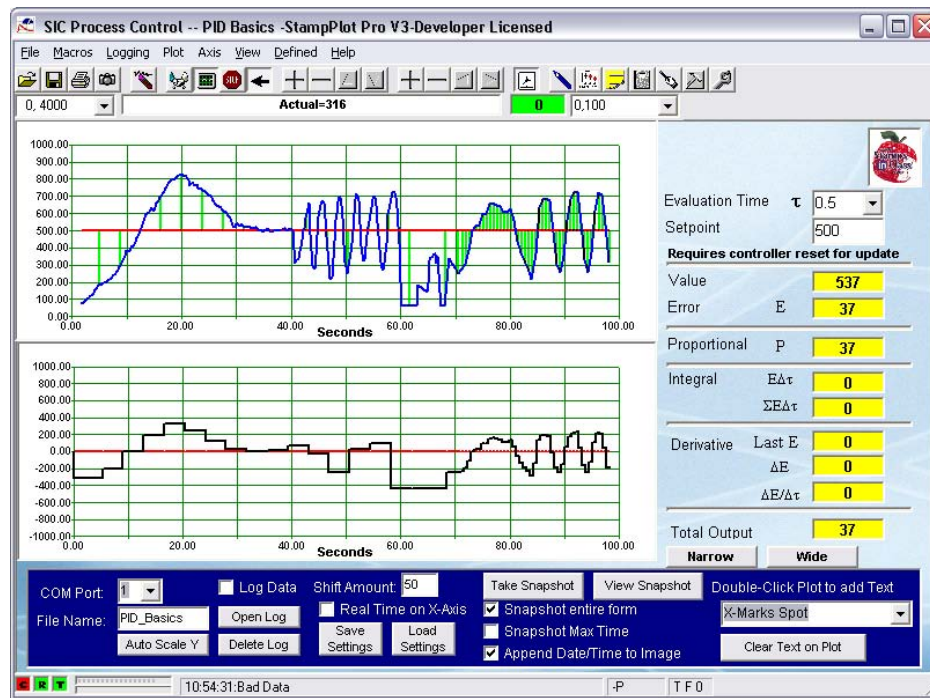 SIC Process Control -- PID Basics -StampPlot Pro V3-Developer Licensed
File Macros Logging Plot Axis View Defined Help
STOP
0, 4000 Actual=316 0 0,100
1000.00
900.00
800.00
700.00
600.00
500.00
400.00
300.00
200.00
100.00
0.00
0.00 20.00 40.00 60.00 80.00 100.00
Seconds
1000.00
800.00
600.00
400.00
200.00
0.00
-200.00
-400.00
-600.00
-800.00
-1000.00
0.00 20.00 40.00 60.00 80.00 100.00
Seconds
Evaluation Time τ 0.5
Setpoint 500
Requires controller reset for update
Value 537
Error E 37
Proportional P 37
Integral EΔτ 0
ΣEΔτ 0
Derivative Last E 0
ΔE 0
ΔE/Δτ 0
Total Output 37
Narrow Wide
COM Port: 1 Log Data Shift Amount: 50 Take Snapshot View Snapshot Double-Click Plot to add Text
Real Time on X-Axis Snapshot entire form X-Marks Spot
File Name: PID_Basics Open Log Save Settings Load Settings Snapshot Max Time
Auto Scale Y Delete Log Append Date/Time to Image Clear Text on Plot
C R T 10:54:31:Bad Data -P T F 0